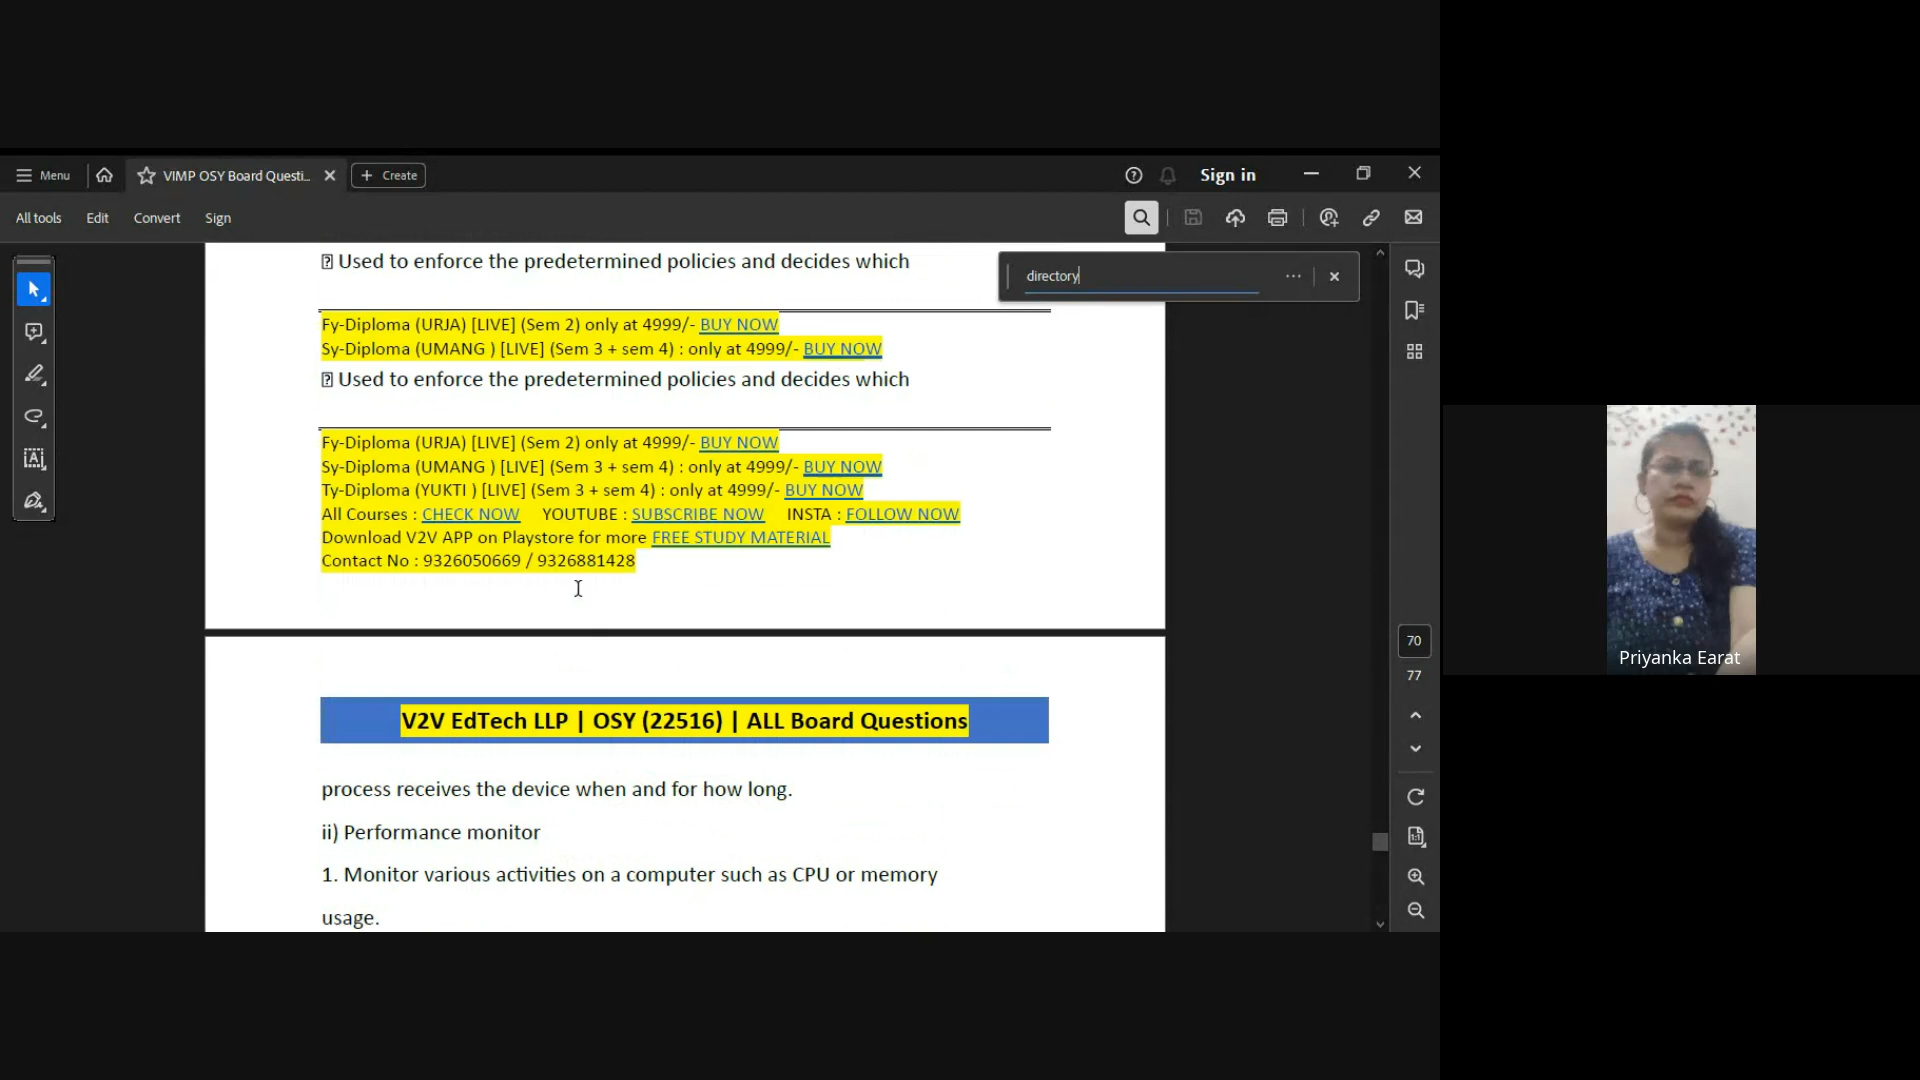 Menu
VIMP OSY Board Questi...
Create
Sign in
All tools
Edit
Convert
Sign
directory
⍰ Used to enforce the predetermined policies and decides which
Fy-Diploma (URJA) [LIVE] (Sem 2) only at 4999/- BUY NOW
Sy-Diploma (UMANG ) [LIVE] (Sem 3 + sem 4) : only at 4999/- BUY NOW
⍰ Used to enforce the predetermined policies and decides which
Fy-Diploma (URJA) [LIVE] (Sem 2) only at 4999/- BUY NOW
Sy-Diploma (UMANG ) [LIVE] (Sem 3 + sem 4) : only at 4999/- BUY NOW
Ty-Diploma (YUKTI ) [LIVE] (Sem 3 + sem 4) : only at 4999/- BUY NOW
All Courses : CHECK NOW YOUTUBE : SUBSCRIBE NOW INSTA : FOLLOW NOW
Download V2V APP on Playstore for more FREE STUDY MATERIAL
Contact No : 9326050669 / 9326881428
V2V EdTech LLP | OSY (22516) | ALL Board Questions
process receives the device when and for how long.
ii) Performance monitor
1. Monitor various activities on a computer such as CPU or memory
usage.
70
77
Priyanka Earat